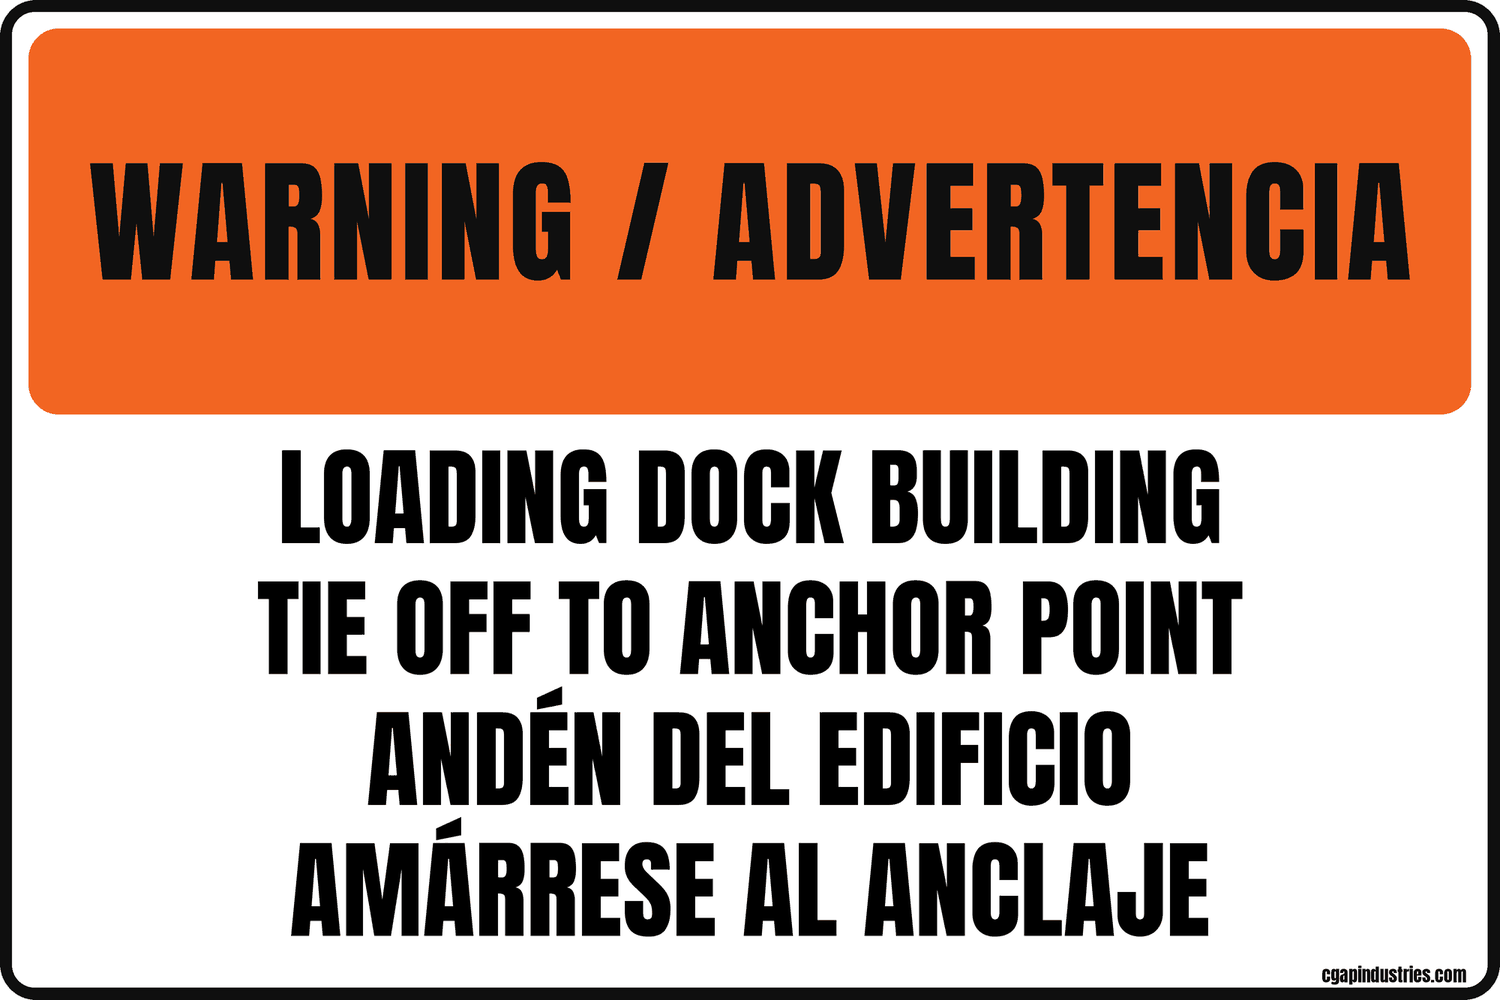 WARNING / ADVERTENCIA
LOADING DOCK BUILDING
TIE OFF TO ANCHOR POINT
ANDÉN DEL EDIFICIO
AMÁRRESE AL ANCLAJE
cgapindustries.com